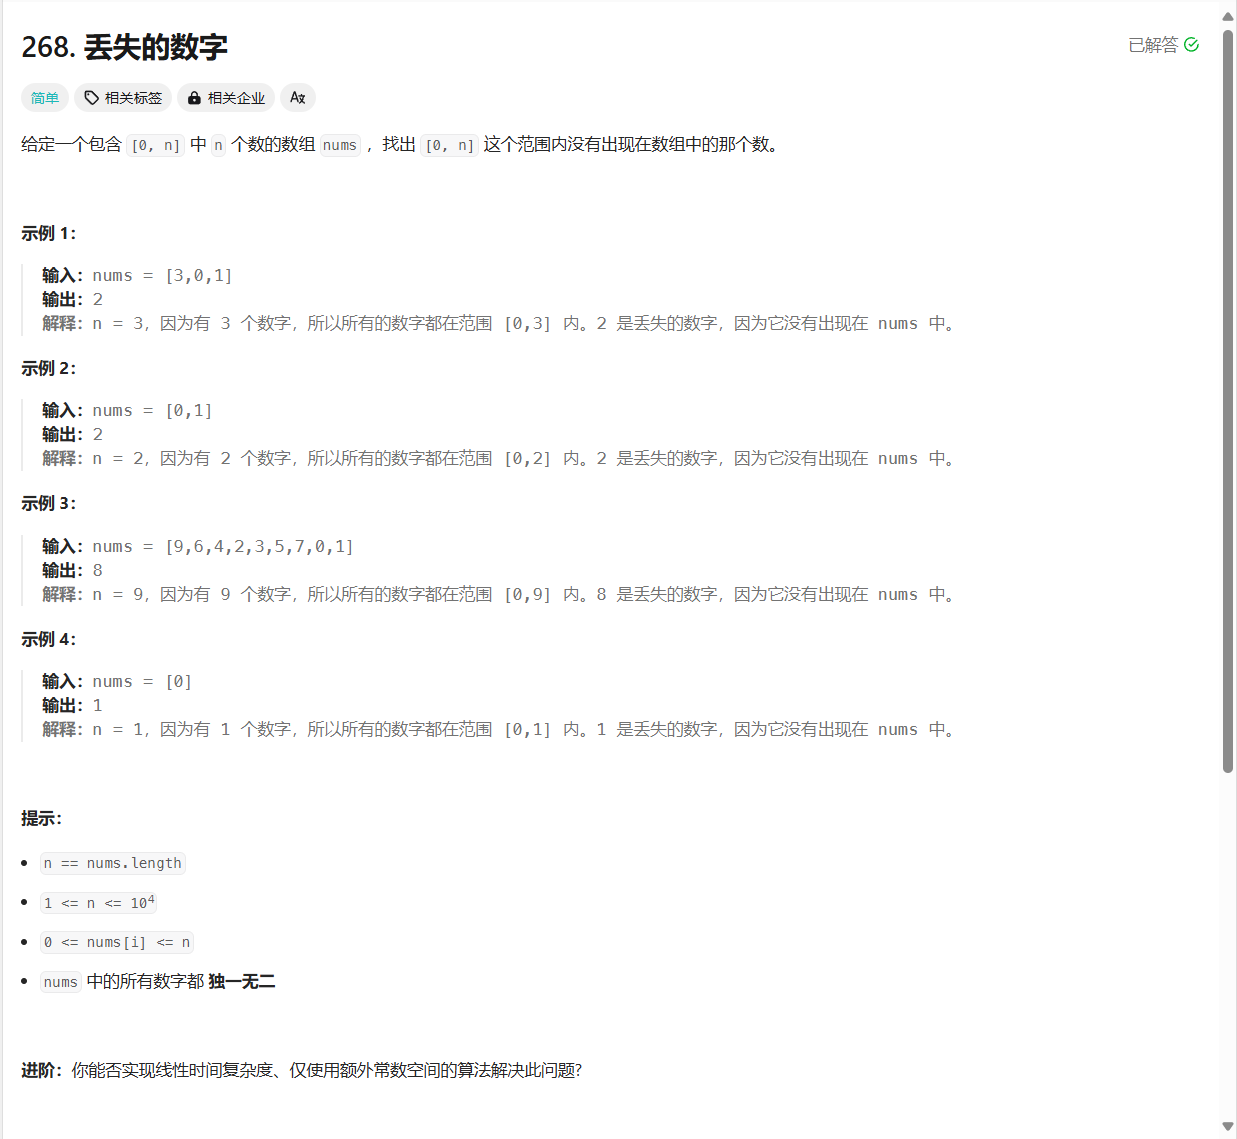 268. 丢失的数字
已解答
简单 相关标签 相关企业 Aあ
给定一个包含 [0, n] 中 n 个数的数组 nums ，找出 [0, n] 这个范围内没有出现在数组中的那个数。
示例 1：
输入：nums = [3,0,1]
输出：2
解释：n = 3，因为有 3 个数字，所以所有的数字都在范围 [0,3] 内。2 是丢失的数字，因为它没有出现在 nums 中。
示例 2：
输入：nums = [0,1]
输出：2
解释：n = 2，因为有 2 个数字，所以所有的数字都在范围 [0,2] 内。2 是丢失的数字，因为它没有出现在 nums 中。
示例 3：
输入：nums = [9,6,4,2,3,5,7,0,1]
输出：8
解释：n = 9，因为有 9 个数字，所以所有的数字都在范围 [0,9] 内。8 是丢失的数字，因为它没有出现在 nums 中。
示例 4：
输入：nums = [0]
输出：1
解释：n = 1，因为有 1 个数字，所以所有的数字都在范围 [0,1] 内。1 是丢失的数字，因为它没有出现在 nums 中。
提示：
n == nums.length
1 <= n <= 10⁴
0 <= nums[i] <= n
nums 中的所有数字都 独一无二
进阶：你能否实现线性时间复杂度、仅使用额外常数空间的算法解决此问题?